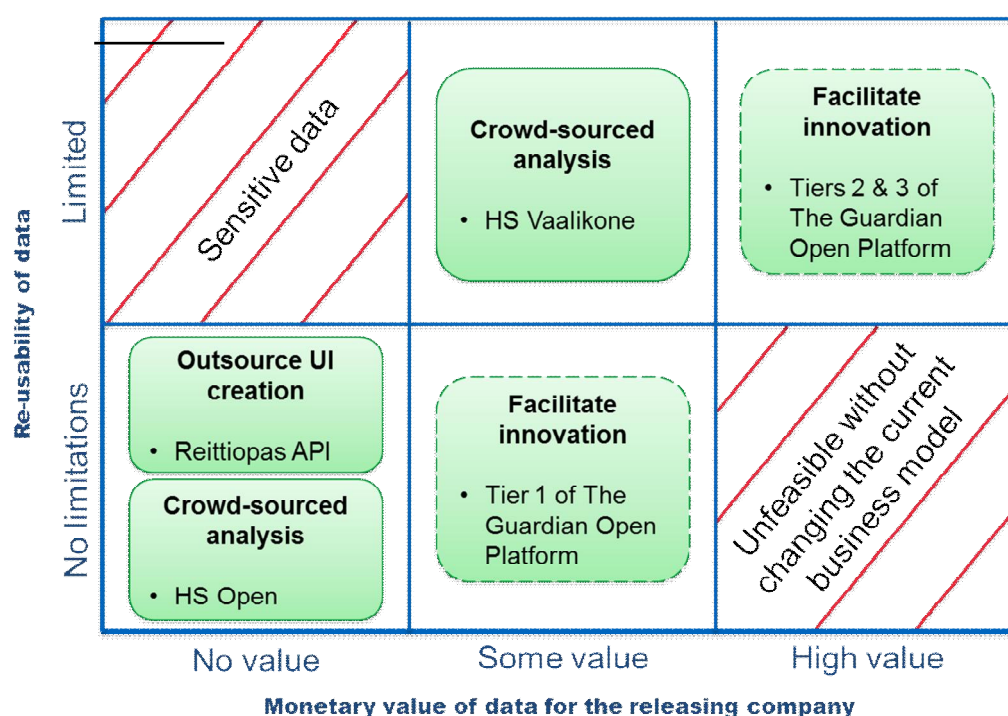 Re-usability of data
Limited
No limitations
Sensitive data
Crowd-sourced
analysis
• HS Vaalikone
Facilitate
innovation
• Tiers 2 & 3 of
The Guardian
Open Platform
Outsource UI
creation
• Reittiopas API
Crowd-sourced
analysis
• HS Open
Facilitate
innovation
• Tier 1 of The
Guardian Open
Platform
Unfeasible without
changing the current
business model
No value
Some value
High value
Monetary value of data for the releasing company